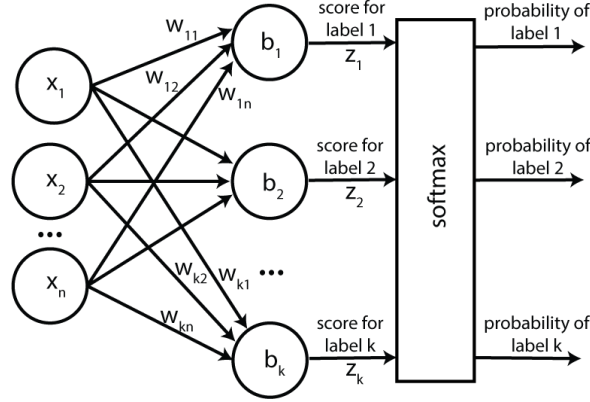 x1
x2
...
xn
w11
w12
w1n
wk2
wk1
wkn
b1
b2
...
bk
score for
label 1
z1
score for
label 2
z2
score for
label k
zk
softmax
probability of
label 1
probability of
label 2
probability of
label k